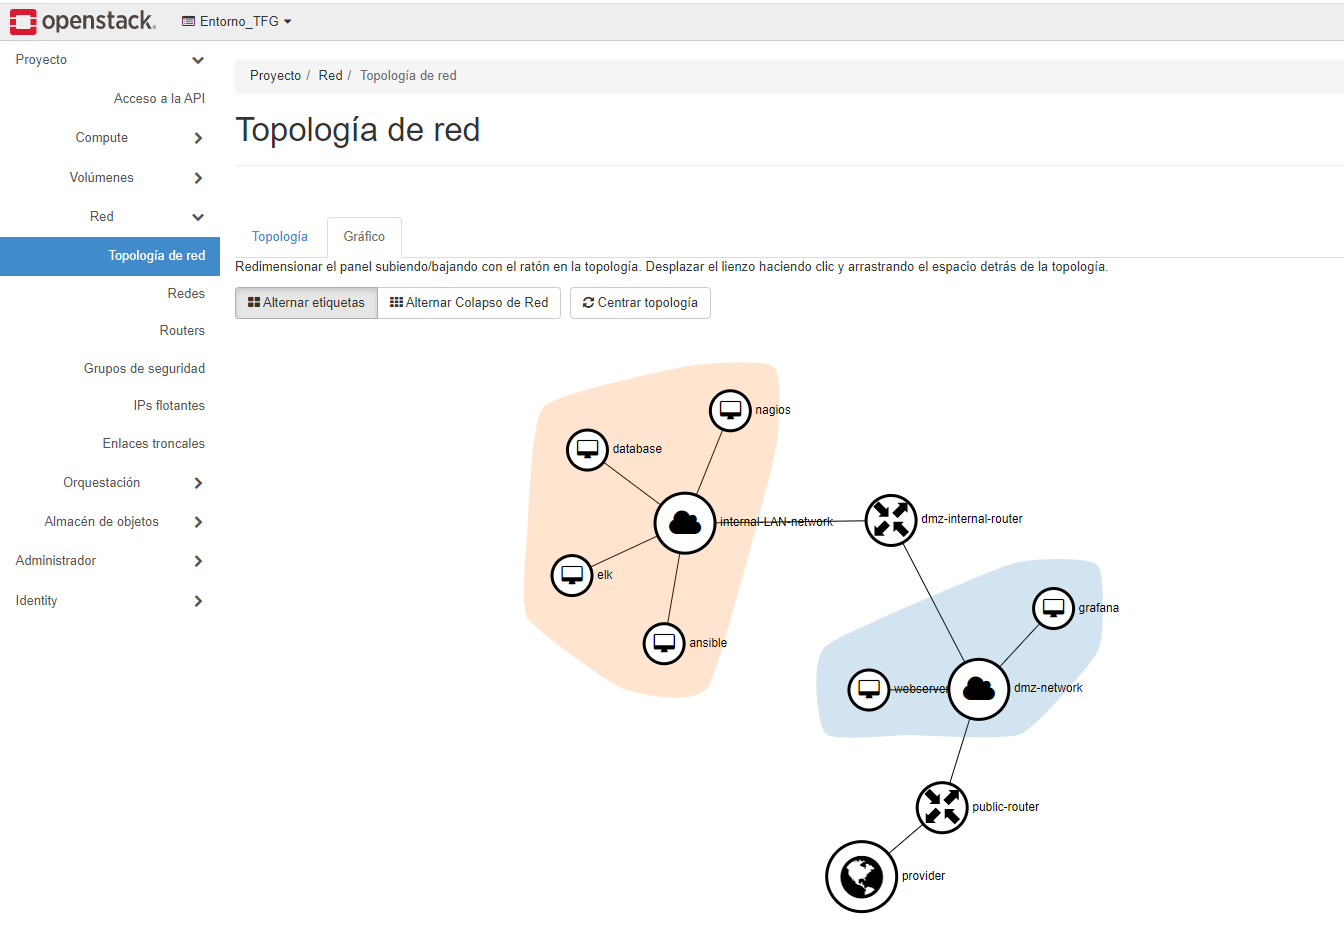 openstack.
Entorno_TFG
Proyecto
Acceso a la API
Compute
Volúmenes
Red
Topología de red
Redes
Routers
Grupos de seguridad
IPs flotantes
Enlaces troncales
Orquestación
Almacén de objetos
Administrador
Identity
Proyecto / Red / Topología de red
Topología de red
Topología
Gráfico
Redimensionar el panel subiendo/bajando con el ratón en la topología. Desplazar el lienzo haciendo clic y arrastrando el espacio detrás de la topología.
Alternar etiquetas
Alternar Colapso de Red
Centrar topología
nagios
database
internal-LAN-network
dmz-internal-router
elk
grafana
ansible
webserver
dmz-network
public-router
provider